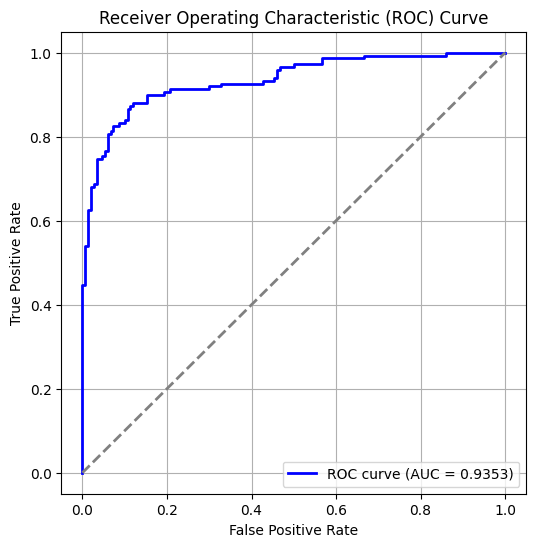 Receiver Operating Characteristic (ROC) Curve
True Positive Rate
1.0
0.8
0.6
0.4
0.2
0.0
ROC curve (AUC = 0.9353)
0.0 0.2 0.4 0.6 0.8 1.0
False Positive Rate